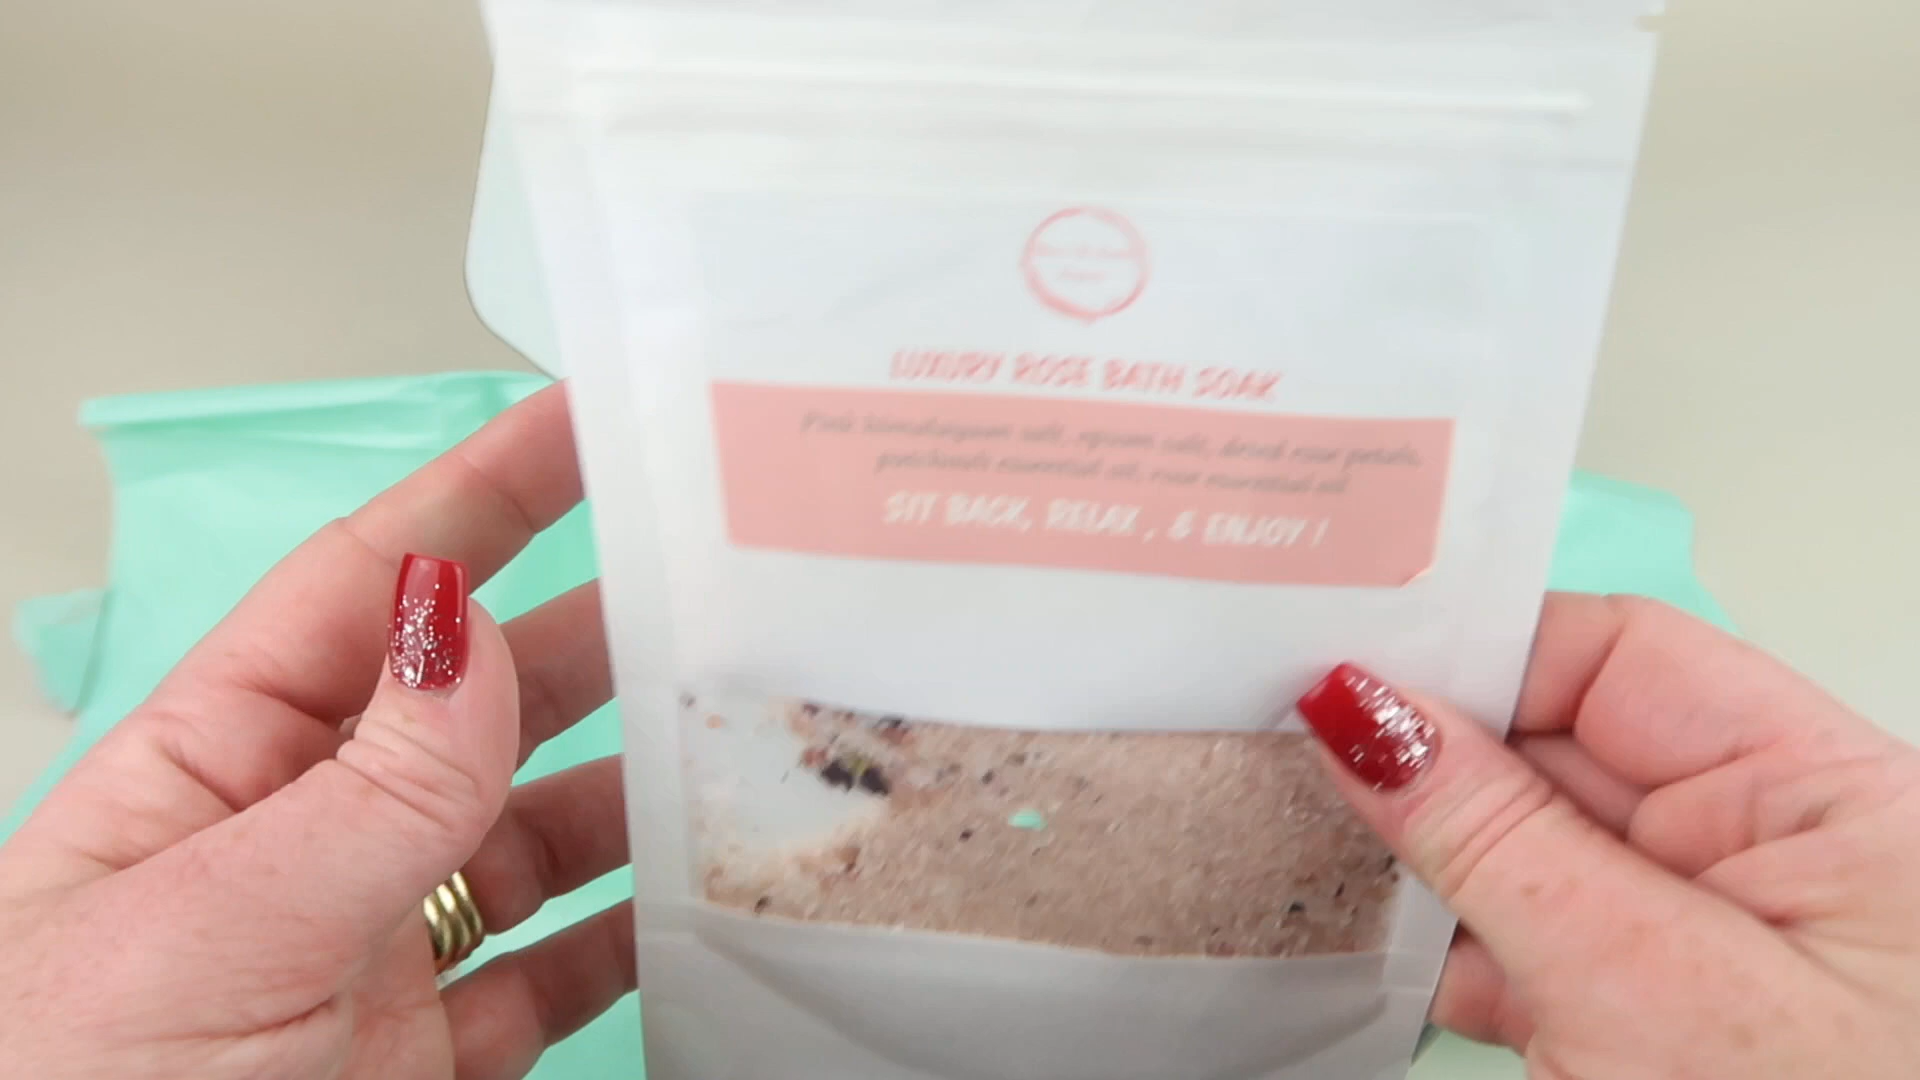 LUXURY ROSE BATH SOAK
Pink himalayan salt, epsom salt, dried rose petals,
patchouli essential oil, rose essential oil
SIT BACK, RELAX , & ENJOY !